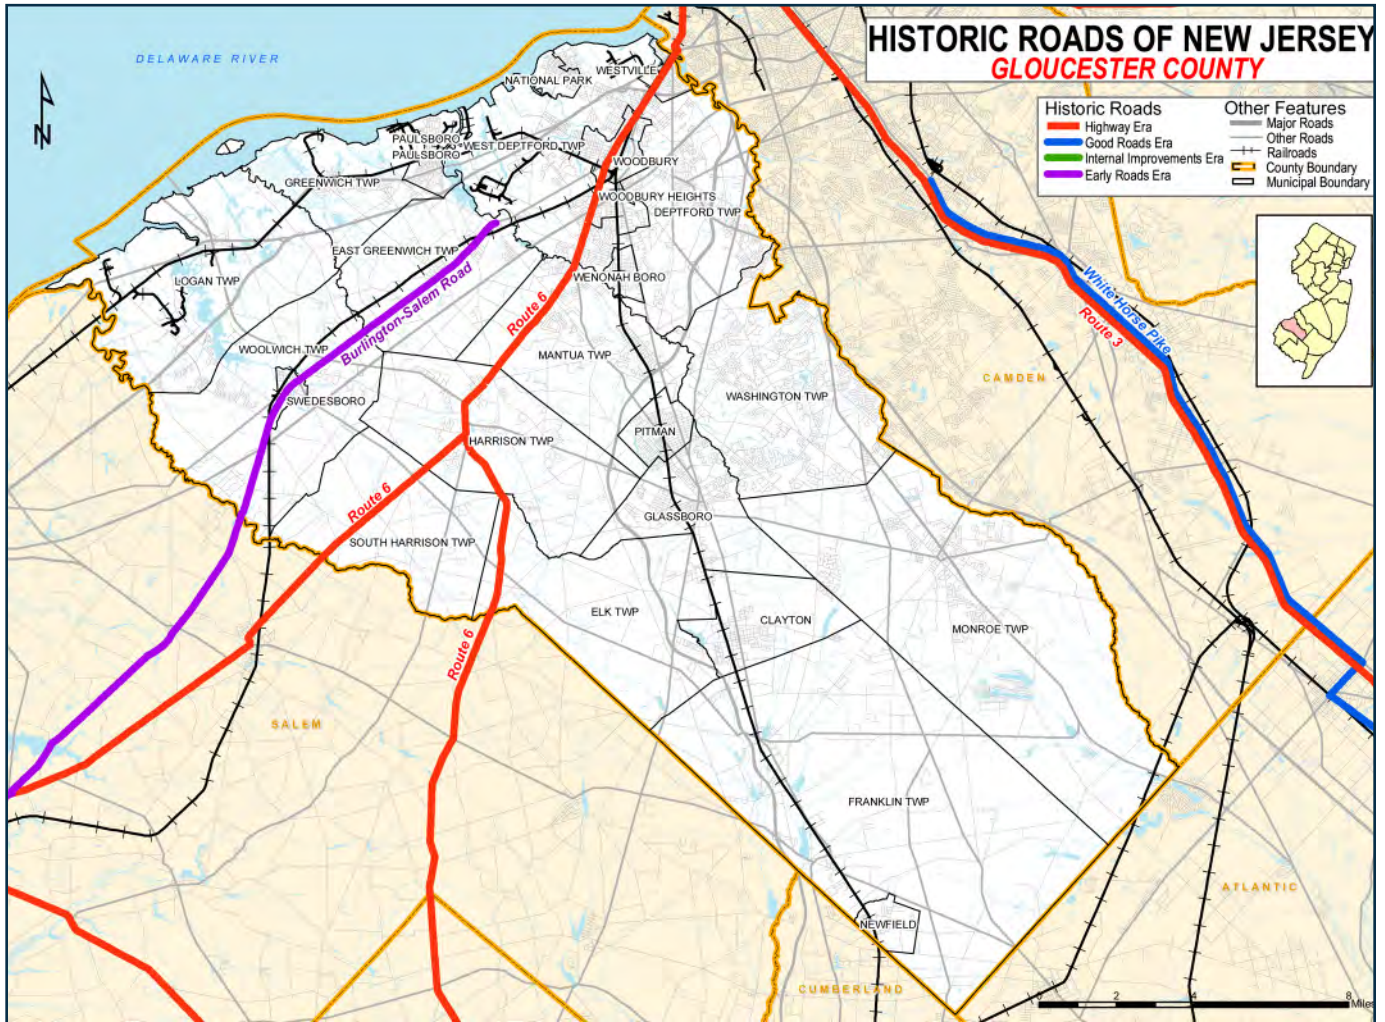 HISTORIC ROADS OF NEW JERSEY
GLOUCESTER COUNTY
Historic Roads
Highway Era
Good Roads Era
Internal Improvements Era
Early Roads Era
Other Features
Major Roads
Other Roads
Railroads
County Boundary
Municipal Boundary
DELAWARE RIVER
N
WESTVILLE
NATIONAL PARK
PAULSBORO
PAULSBORO
WEST DEPTFORD TWP
WOODBURY
GREENWICH TWP
WOODBURY HEIGHTS
DEPTFORD TWP
EAST GREENWICH TWP
LOGAN TWP
WENONAH BORO
Burlington-Salem Road
Route 6
White Horse Pike
Route 3
WOOLWICH TWP
MANTUA TWP
CAMDEN
SWEDESBORO
WASHINGTON TWP
PITMAN
HARRISON TWP
Route 6
GLASSBORO
SOUTH HARRISON TWP
ELK TWP
CLAYTON
MONROE TWP
Route 6
SALEM
FRANKLIN TWP
ATLANTIC
NEWFIELD
CUMBERLAND
0 2 4 8
Miles